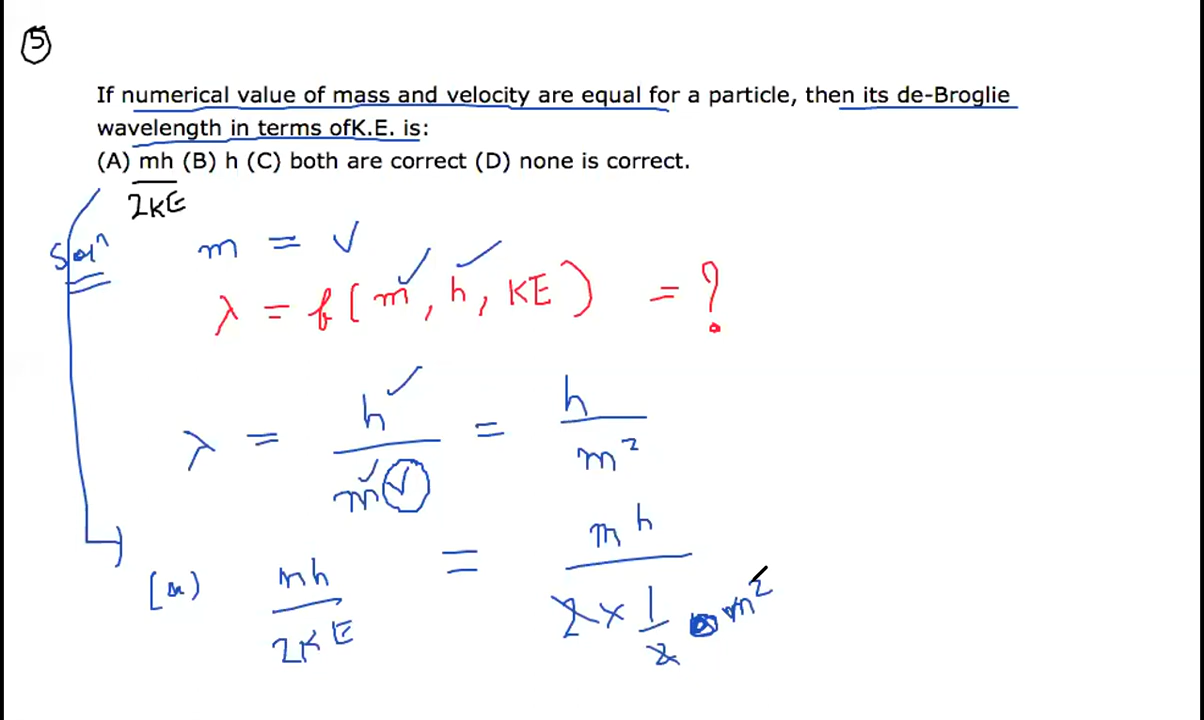 5
If numerical value of mass and velocity are equal for a particle, then its de-Broglie
wavelength in terms ofK.E. is:
(A) mh (B) h (C) both are correct (D) none is correct.
2KE
Solⁿ
m = v
λ = f(m, h, KE) = ?
λ = h / mv = h / m²
(a) mh / 2KE = mh / 2 × 1/2 m²